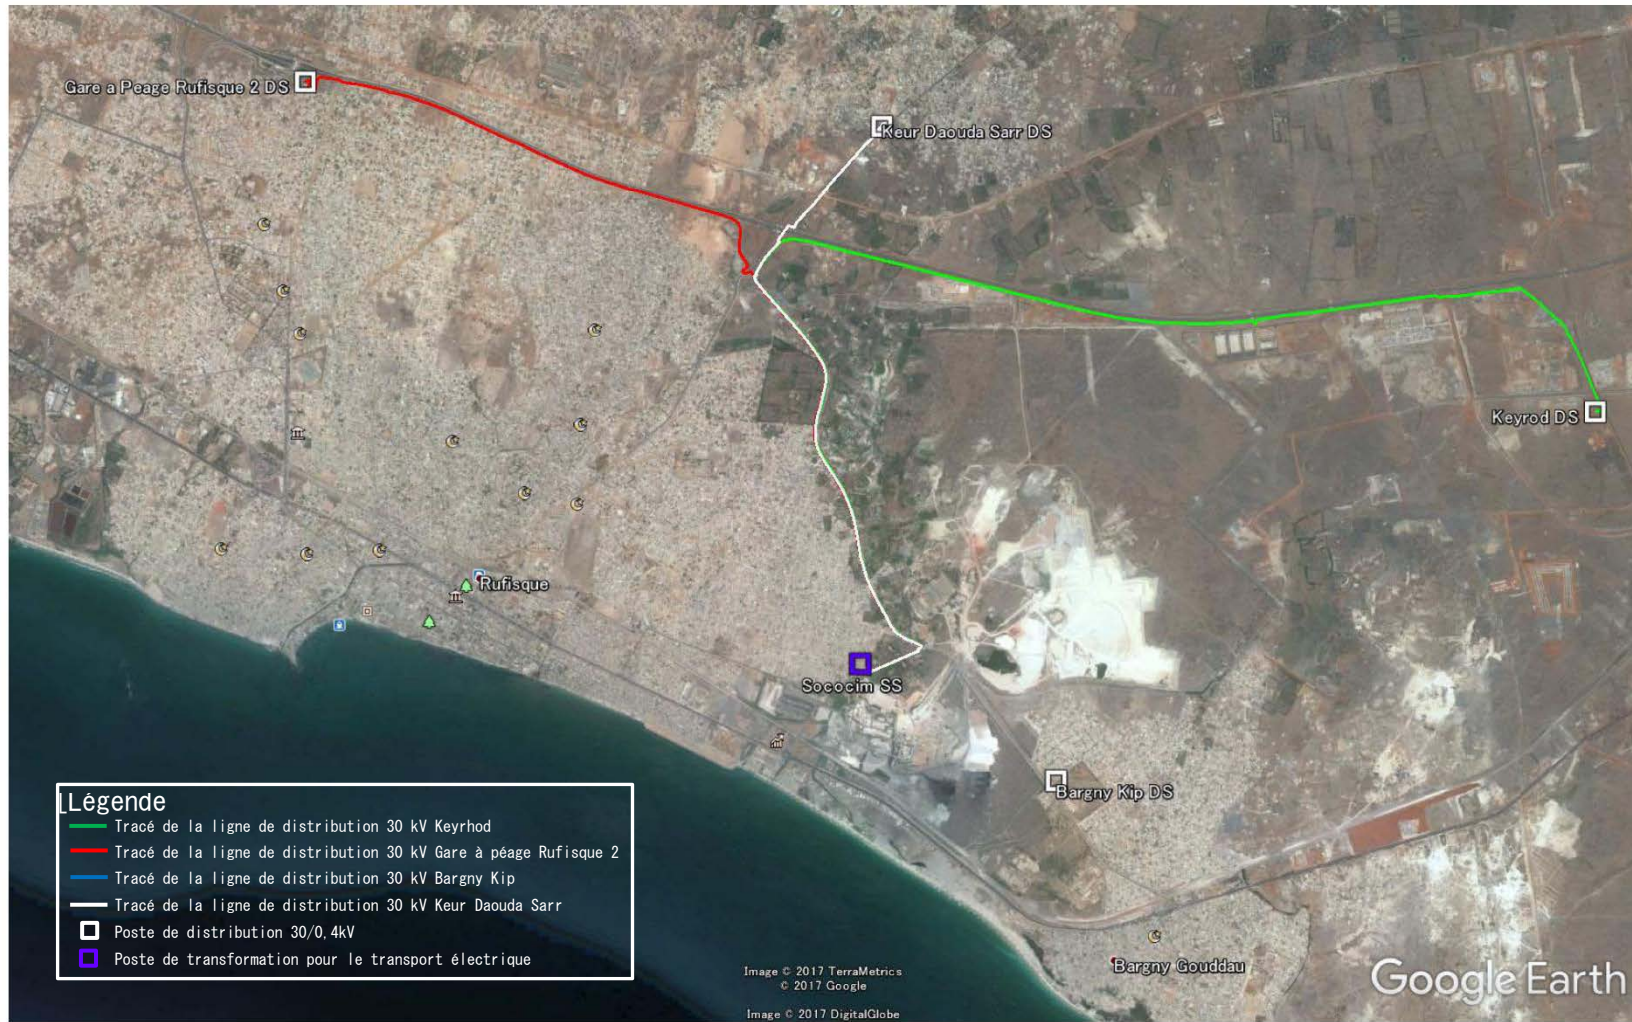 Gare a Peage Rufisque 2 DS
Keur Daouda Sarr DS
Keyrod DS
Rufisque
Sococim SS
Bargny Kip DS
[Légende
Tracé de la ligne de distribution 30 kV Keyrhod
Tracé de la ligne de distribution 30 kV Gare à péage Rufisque 2
Tracé de la ligne de distribution 30 kV Bargny Kip
Tracé de la ligne de distribution 30 kV Keur Daouda Sarr
Poste de distribution 30/0,4kV
Poste de transformation pour le transport électrique
Bargny Gouddau
Image © 2017 TerraMetrics
© 2017 Google
Image © 2017 DigitalGlobe
Google Earth